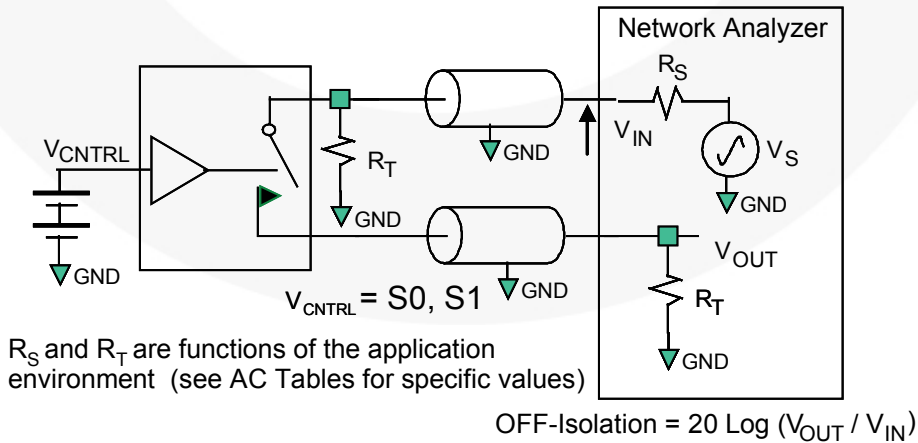 Network Analyzer
R_S
V_CNTRL
V_IN
V_S
R_T
GND
GND
GND
GND
V_OUT
GND
GND
V_CNTRL = S0, S1
R_T
GND
R_S and R_T are functions of the application
environment (see AC Tables for specific values)
OFF-Isolation = 20 Log (V_OUT / V_IN)